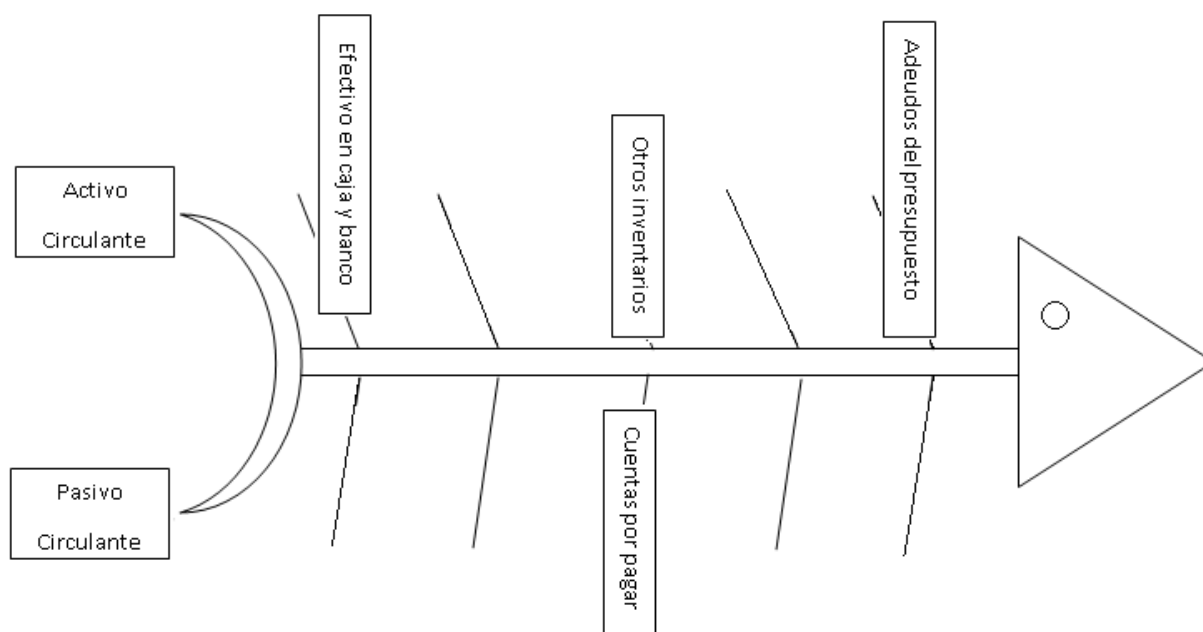 Efectivo en caja y banco
Otros inventarios
Adeudos del presupuesto
Activo
Circulante
Pasivo
Circulante
Cuentas por pagar